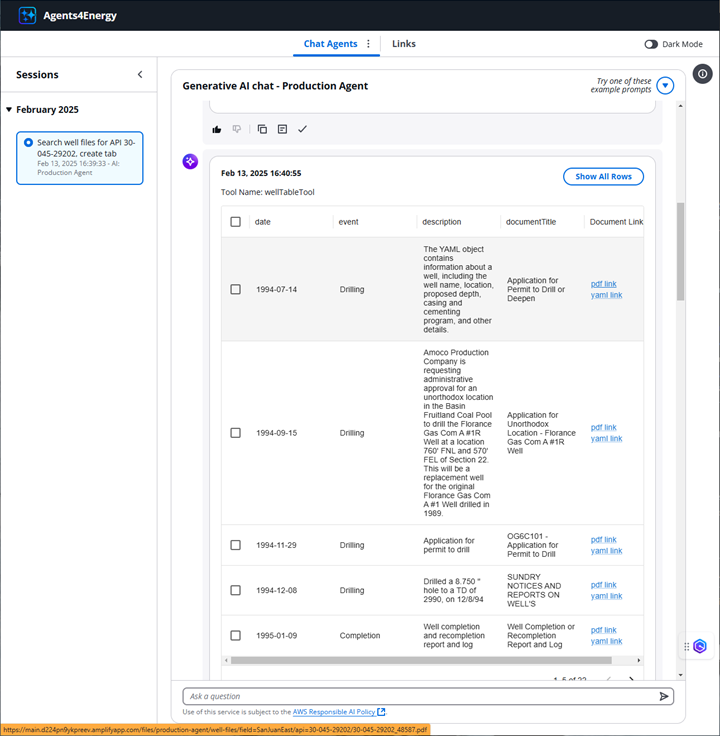 Agents4Energy
Chat Agents
Links
Dark Mode
Sessions
February 2025
Search well files for API 30-
045-29202, create tab
Feb 13, 2025 16:39:33 - AI:
Production Agent
Generative AI chat - Production Agent
Try one of these
example prompts
Feb 13, 2025 16:40:55
Show All Rows
Tool Name: wellTableTool
date event description documentTitle Document Link
1994-07-14
Drilling
The YAML object
contains
information about a
well, including the
well name, location,
proposed depth,
casing and
cementing
program, and other
details.
Application for
Permit to Drill or
Deepen
pdf link
yaml link
1994-09-15
Drilling
Amoco Production
Company is
requesting
administrative
approval for an
unorthodox location
in the Basin
Fruitland Coal Pool
to drill the Florance
Gas Com A #1R
Well at a location
760' FNL and 570'
FEL of Section 22.
This will be a
replacement well
for the original
Florance Gas Com
A #1 Well drilled in
1989.
Application for
Unorthodox
Location - Florance
Gas Com A #1R
Well
pdf link
yaml link
1994-11-29
Drilling
Application for
permit to drill
OG6C101 -
Application for
Permit to Drill
pdf link
yaml link
1994-12-08
Drilling
Drilled a 8.750 "
hole to a TD of
2990, on 12/8/94
SUNDRY
NOTICES AND
REPORTS ON
WELL'S
pdf link
yaml link
1995-01-09
Completion
Well completion
and recompletion
report and log
Well Completion or
Recompletion
Report and Log
pdf link
yaml link
Ask a question
Use of this service is subject to the AWS Responsible AI Policy.
https://main.d224pn9ykpreev.amplifyapp.com/files/production-agent/well-files/field=SanJuanEast/api=30-045-29202/30-045-29202_48587.pdf